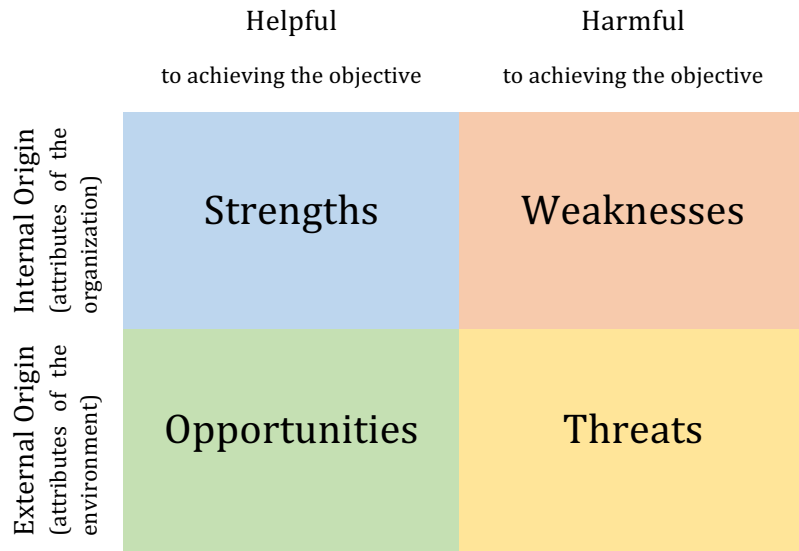 Helpful
Harmful
to achieving the objective
to achieving the objective
Internal Origin
(attributes of the
organization)
Strengths
Weaknesses
External Origin
(attributes of the
environment)
Opportunities
Threats